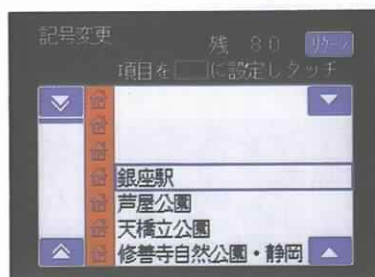 記号変更
残 80 リターン
項目を に設定しタッチ
銀座駅
芦屋公園
天橋立公園
修善寺自然公園・静岡